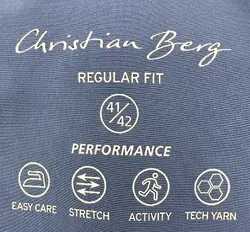 Christian Berg
REGULAR FIT
41/42
PERFORMANCE
EASY CARE STRETCH ACTIVITY TECH YARN